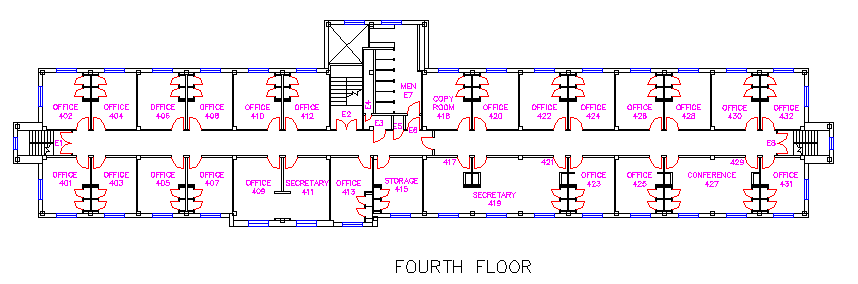 MEN
E7
OFFICE
402
OFFICE
404
OFFICE
406
OFFICE
408
OFFICE
410
OFFICE
412
E2
E4
E3
E5
E6
COPY
ROOM
418
OFFICE
420
OFFICE
422
OFFICE
424
OFFICE
426
OFFICE
428
OFFICE
430
OFFICE
432
E1
E8
417
421
429
OFFICE
401
OFFICE
403
OFFICE
405
OFFICE
407
OFFICE
409
SECRETARY
411
OFFICE
413
STORAGE
415
SECRETARY
419
OFFICE
423
OFFICE
425
CONFERENCE
427
OFFICE
431
FOURTH FLOOR